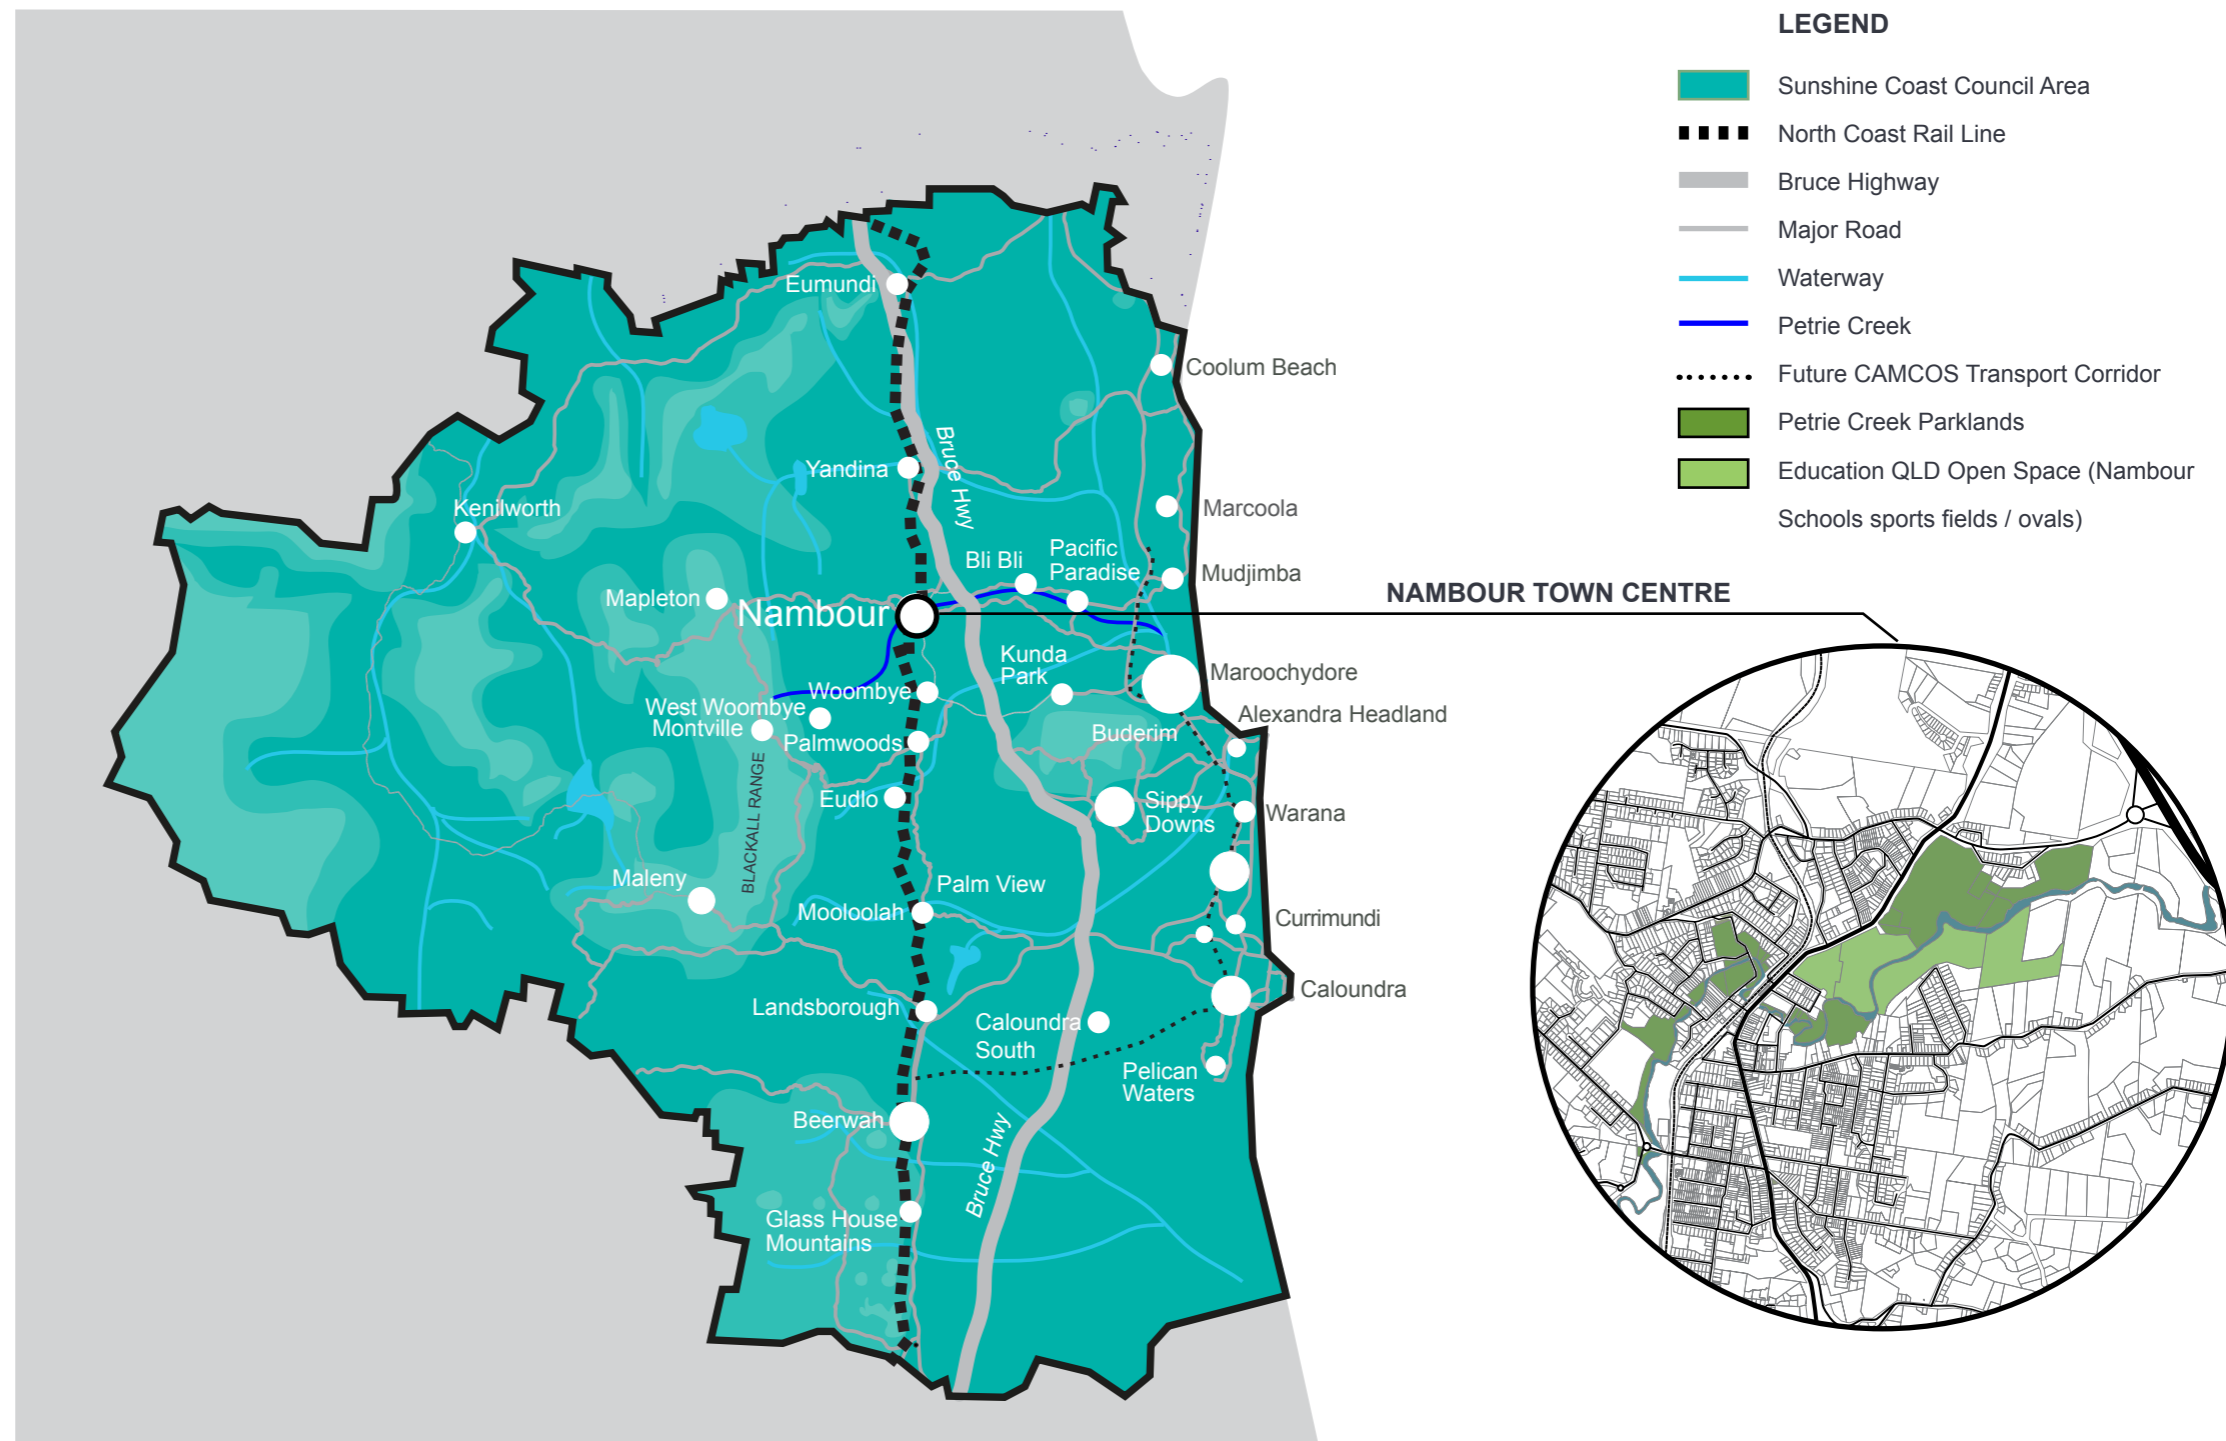 LEGEND
Sunshine Coast Council Area
North Coast Rail Line
Bruce Highway
Major Road
Waterway
Petrie Creek
Future CAMCOS Transport Corridor
Petrie Creek Parklands
Education QLD Open Space (Nambour
Schools sports fields / ovals)
Eumundi
Coolum Beach
Bruce Hwy
Yandina
Kenilworth
Marcoola
Bli Bli
Pacific
Paradise
Mudjimba
Mapleton
Nambour
NAMBOUR TOWN CENTRE
Kunda
Park
Maroochydore
Woombye
West Woombye
Montville
Alexandra Headland
Buderim
Palmwoods
BLACKALL RANGE
Eudlo
Sippy
Downs
Warana
Maleny
Palm View
Mooloolah
Currimundi
Caloundra
Landsborough
Caloundra
South
Pelican
Waters
Beerwah
Bruce Hwy
Glass House
Mountains